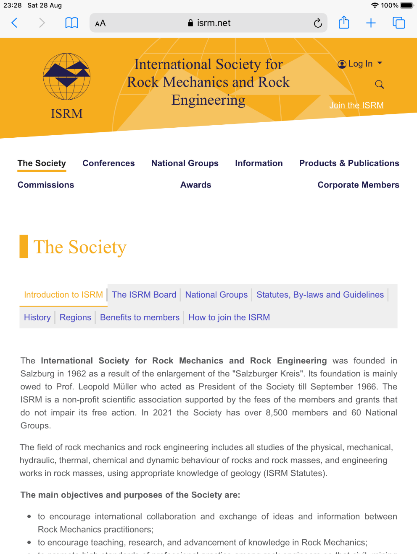 23:28 Sat 28 Aug 100%
AA isrm.net
International Society for
Rock Mechanics and Rock
Engineering
ISRM
Log In
Join the ISRM
The Society Conferences National Groups Information Products & Publications
Commissions Awards Corporate Members
The Society
Introduction to ISRM The ISRM Board National Groups Statutes, By-laws and Guidelines
History Regions Benefits to members How to join the ISRM
The International Society for Rock Mechanics and Rock Engineering was founded in
Salzburg in 1962 as a result of the enlargement of the "Salzburger Kreis". Its foundation is mainly
owed to Prof. Leopold Müller who acted as President of the Society till September 1966. The
ISRM is a non-profit scientific association supported by the fees of the members and grants that
do not impair its free action. In 2021 the Society has over 8,500 members and 60 National
Groups.
The field of rock mechanics and rock engineering includes all studies of the physical, mechanical,
hydraulic, thermal, chemical and dynamic behaviour of rocks and rock masses, and engineering
works in rock masses, using appropriate knowledge of geology (ISRM Statutes).
The main objectives and purposes of the Society are:
• to encourage international collaboration and exchange of ideas and information between
Rock Mechanics practitioners;
• to encourage teaching, research, and advancement of knowledge in Rock Mechanics;